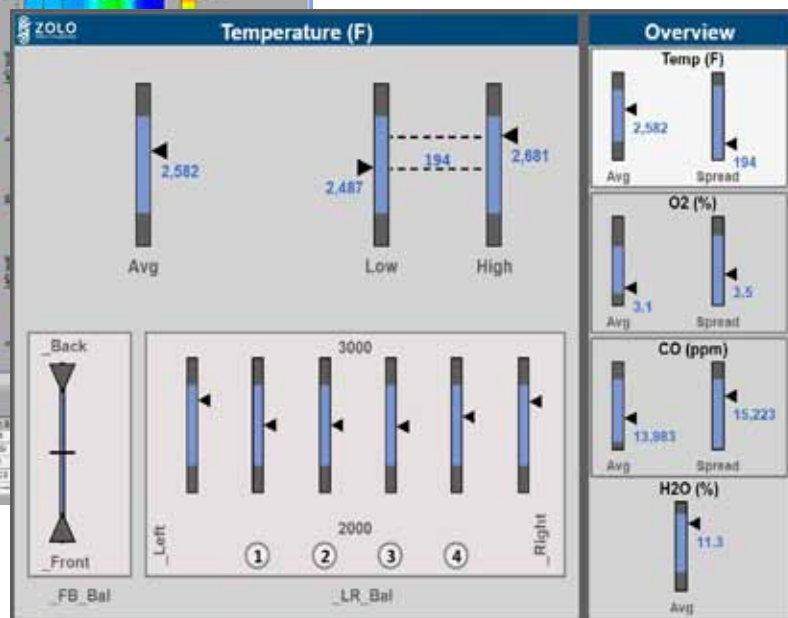 ZOLO
Temperature (F)
2,582
2,487
194
2,681
Avg
Low
High
_Back
_Front
_FB_Bal
3000
2000
_Left
1
2
3
4
_Right
_LR_Bal
Overview
Temp (F)
2,582
194
Avg
Spread
O2 (%)
3.1
3.5
Avg
Spread
CO (ppm)
13,983
15,223
Avg
Spread
H2O (%)
11.3
Avg